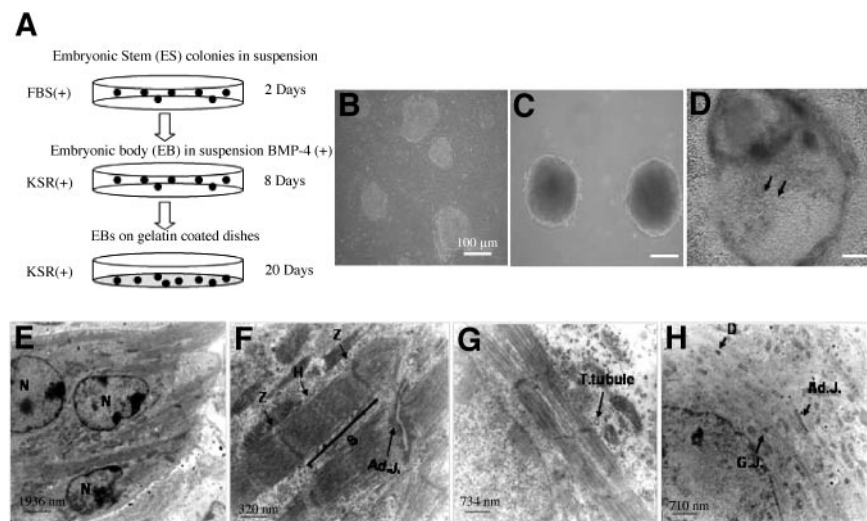 A
Embryonic Stem (ES) colonies in suspension
FBS(+)
2 Days
Embryonic body (EB) in suspension BMP-4 (+)
KSR(+)
8 Days
EBs on gelatin coated dishes
KSR(+)
20 Days
B
100 μm
C
D
E
N
N
N
1936 nm
F
Z
H
Z
S
Ad.J.
320 nm
G
T.tubule
734 nm
H
D
Ad.J.
G.J.
710 nm